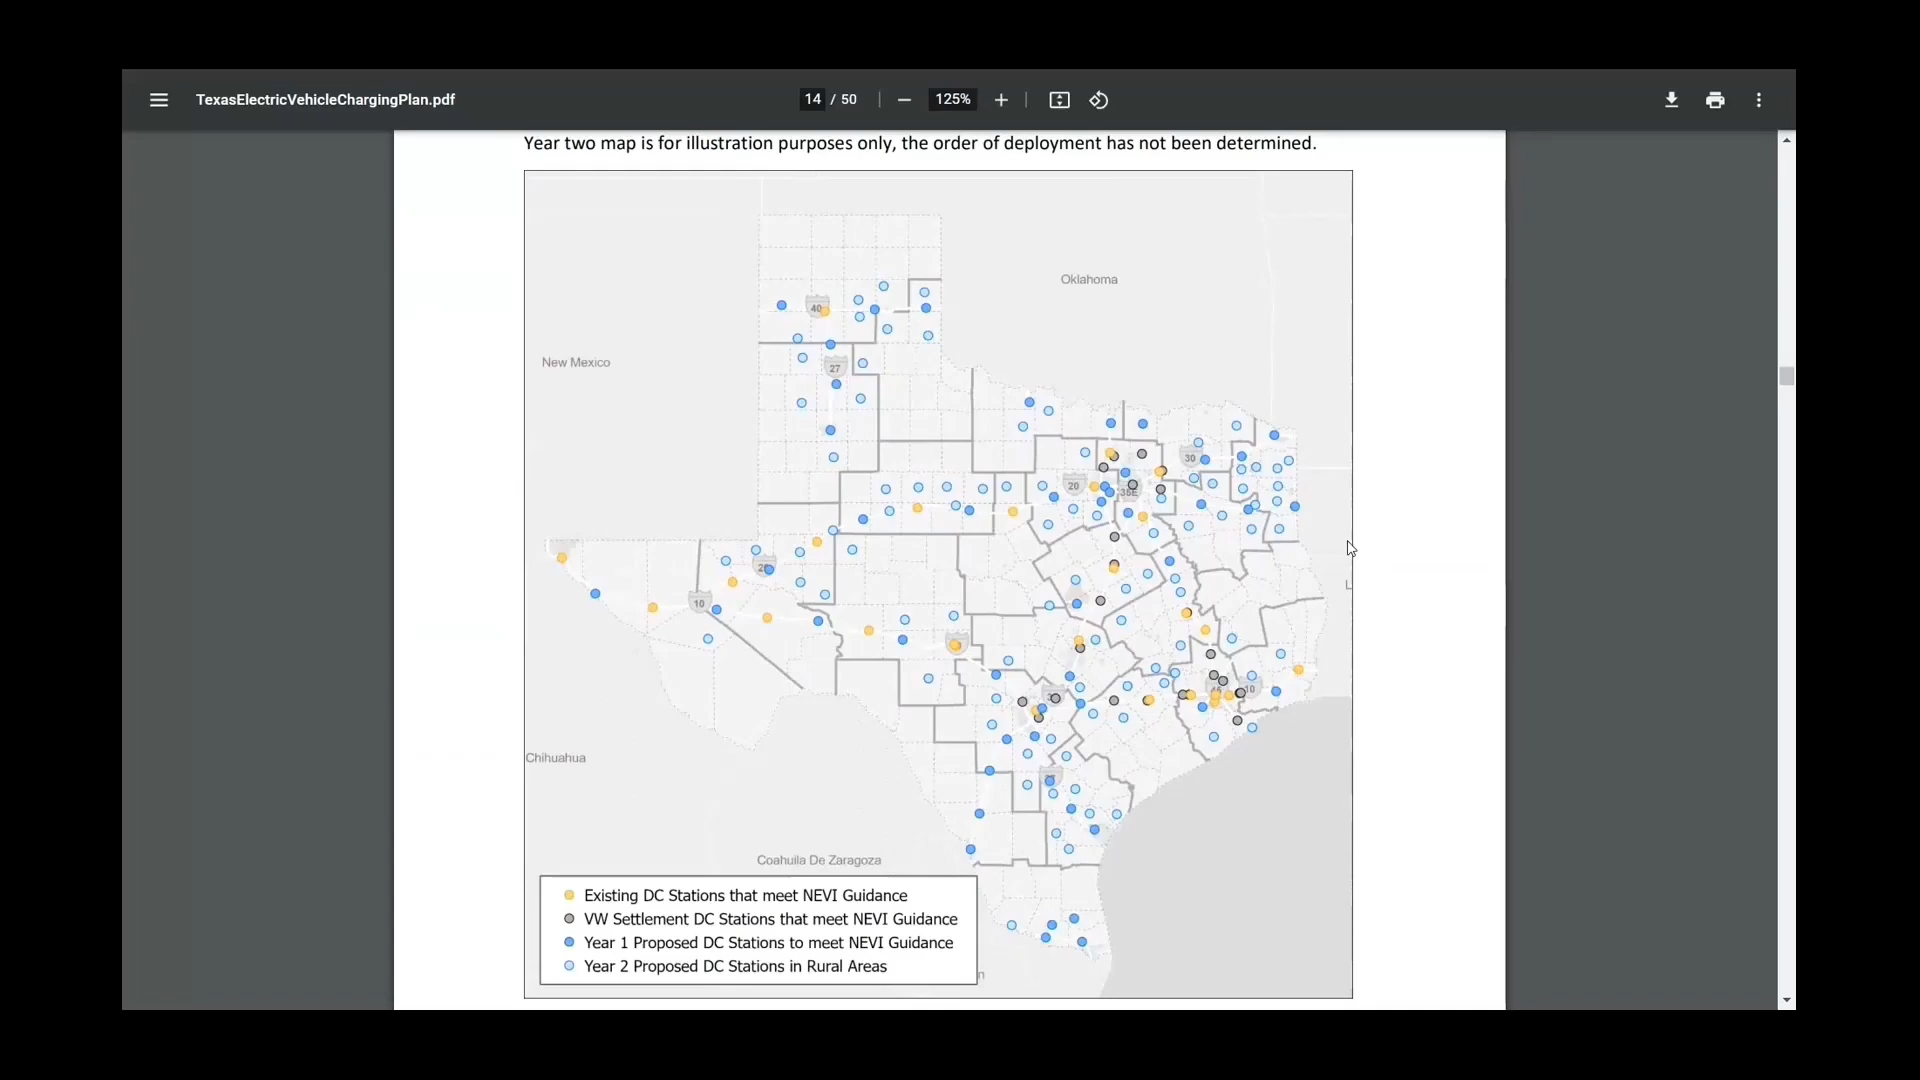 TexasElectricVehicleChargingPlan.pdf
14 / 50
125%
Year two map is for illustration purposes only, the order of deployment has not been determined.
Oklahoma
40
New Mexico
27
30
20
35E
10
10
Chihuahua
Coahuila De Zaragoza
Existing DC Stations that meet NEVI Guidance
VW Settlement DC Stations that meet NEVI Guidance
Year 1 Proposed DC Stations to meet NEVI Guidance
Year 2 Proposed DC Stations in Rural Areas